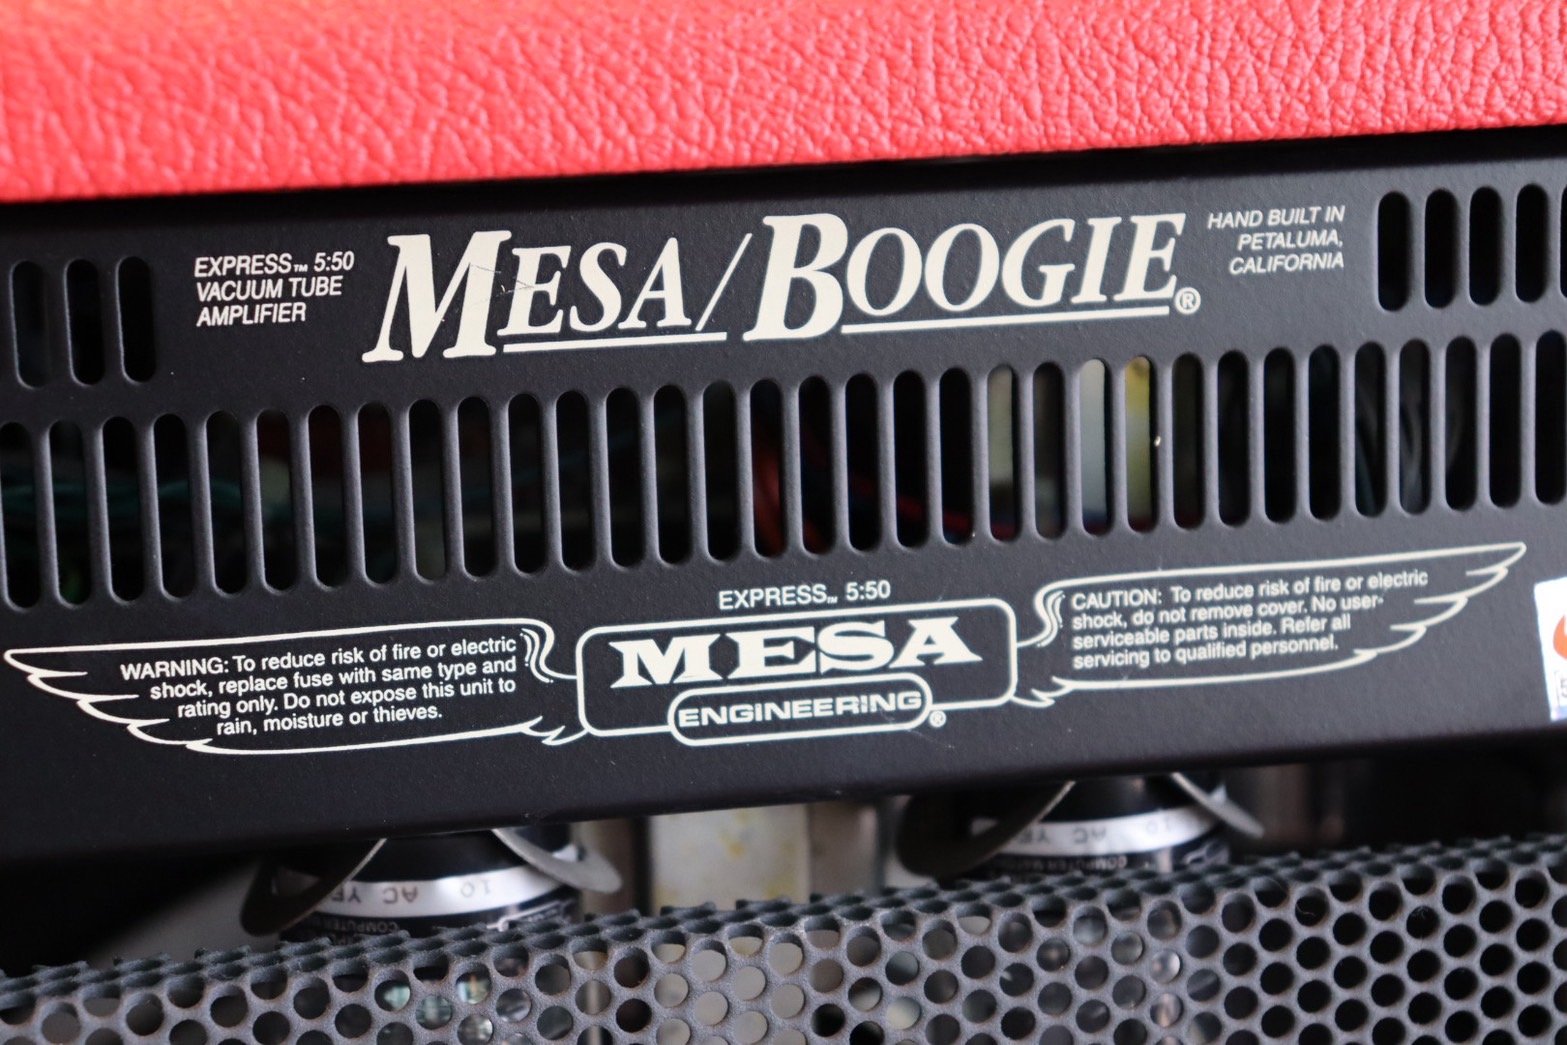 EXPRESS™ 5:50
VACUUM TUBE
AMPLIFIER
MESA/BOOGIE®
HAND BUILT IN
PETALUMA,
CALIFORNIA
EXPRESS™ 5:50
MESA
ENGINEERING®
WARNING: To reduce risk of fire or electric
shock, replace fuse with same type and
rating only. Do not expose this unit to
rain, moisture or thieves.
CAUTION: To reduce risk of fire or electric
shock, do not remove cover. No user-
serviceable parts inside. Refer all
servicing to qualified personnel.